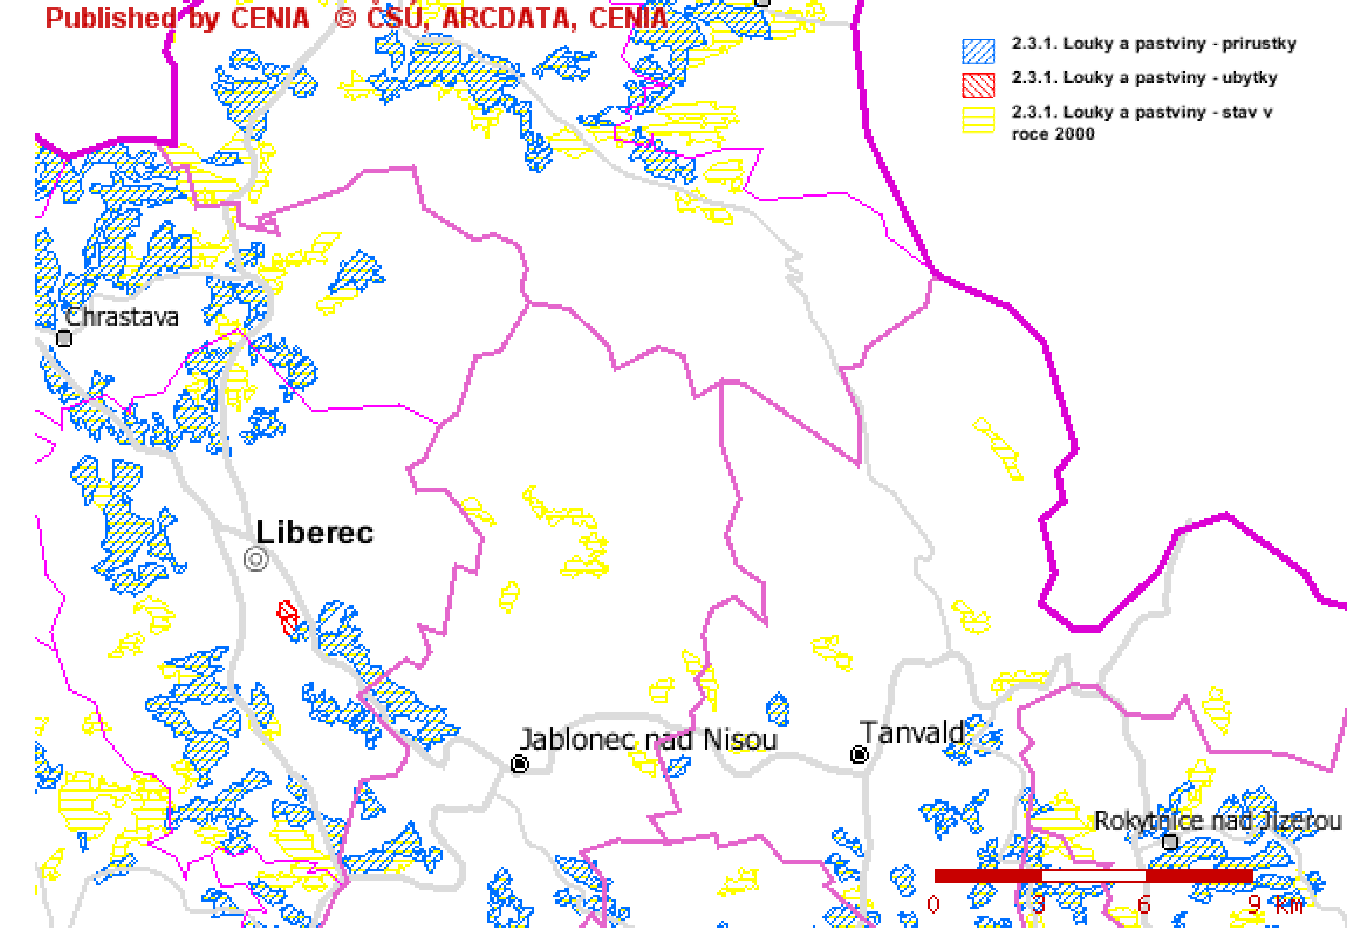 Published by CENIA © ČSÚ, ARCDATA, CENIA
2.3.1. Louky a pastviny - prirustky
2.3.1. Louky a pastviny - ubytky
2.3.1. Louky a pastviny - stav v
roce 2000
Chrastava
Liberec
Jablonec nad Nisou
Tanvald
Rokytnice nad Jizerou
0 3 6 9 km